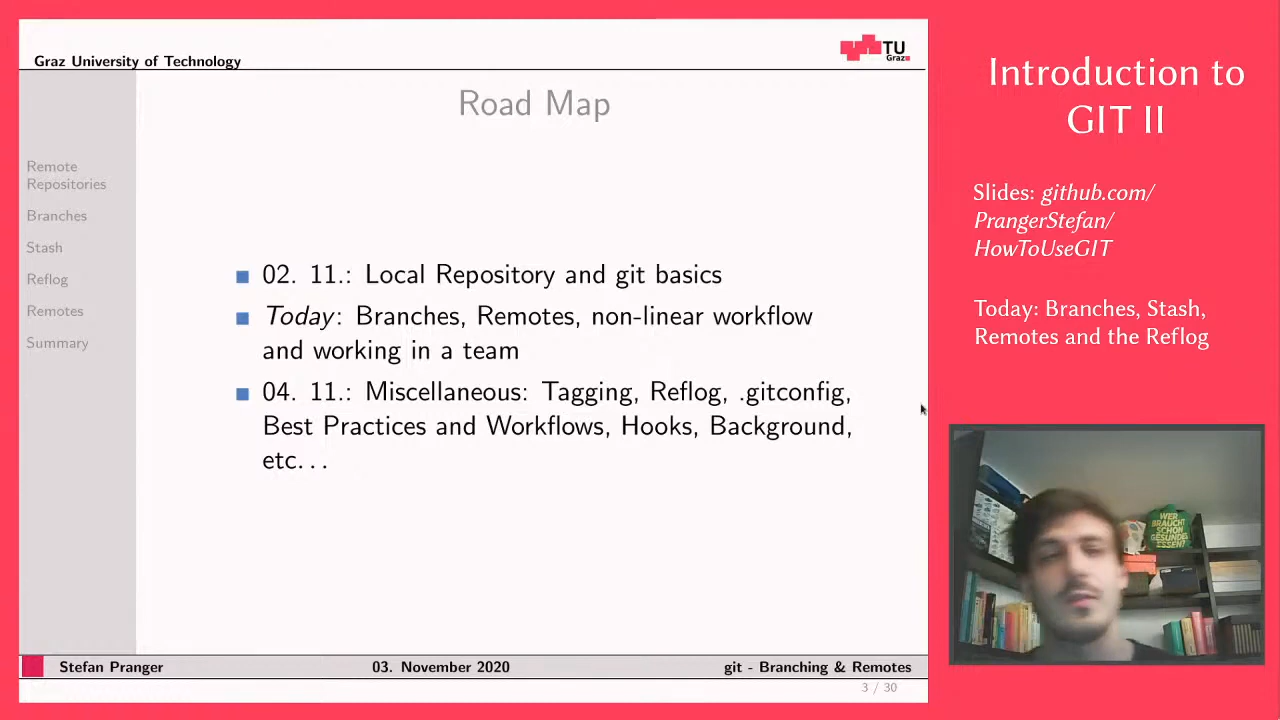 Graz University of Technology
TU
Graz
Road Map
Remote
Repositories
Branches
Stash
Reflog
Remotes
Summary
02. 11.: Local Repository and git basics
Today: Branches, Remotes, non-linear workflow
and working in a team
04. 11.: Miscellaneous: Tagging, Reflog, .gitconfig,
Best Practices and Workflows, Hooks, Background,
etc...
Stefan Pranger
03. November 2020
git - Branching & Remotes
3 / 30
Introduction to
GIT II
Slides: github.com/
PrangerStefan/
HowToUseGIT
Today: Branches, Stash,
Remotes and the Reflog
WER
BRAUCHT
SCHON
GESUNDES
ESSEN?